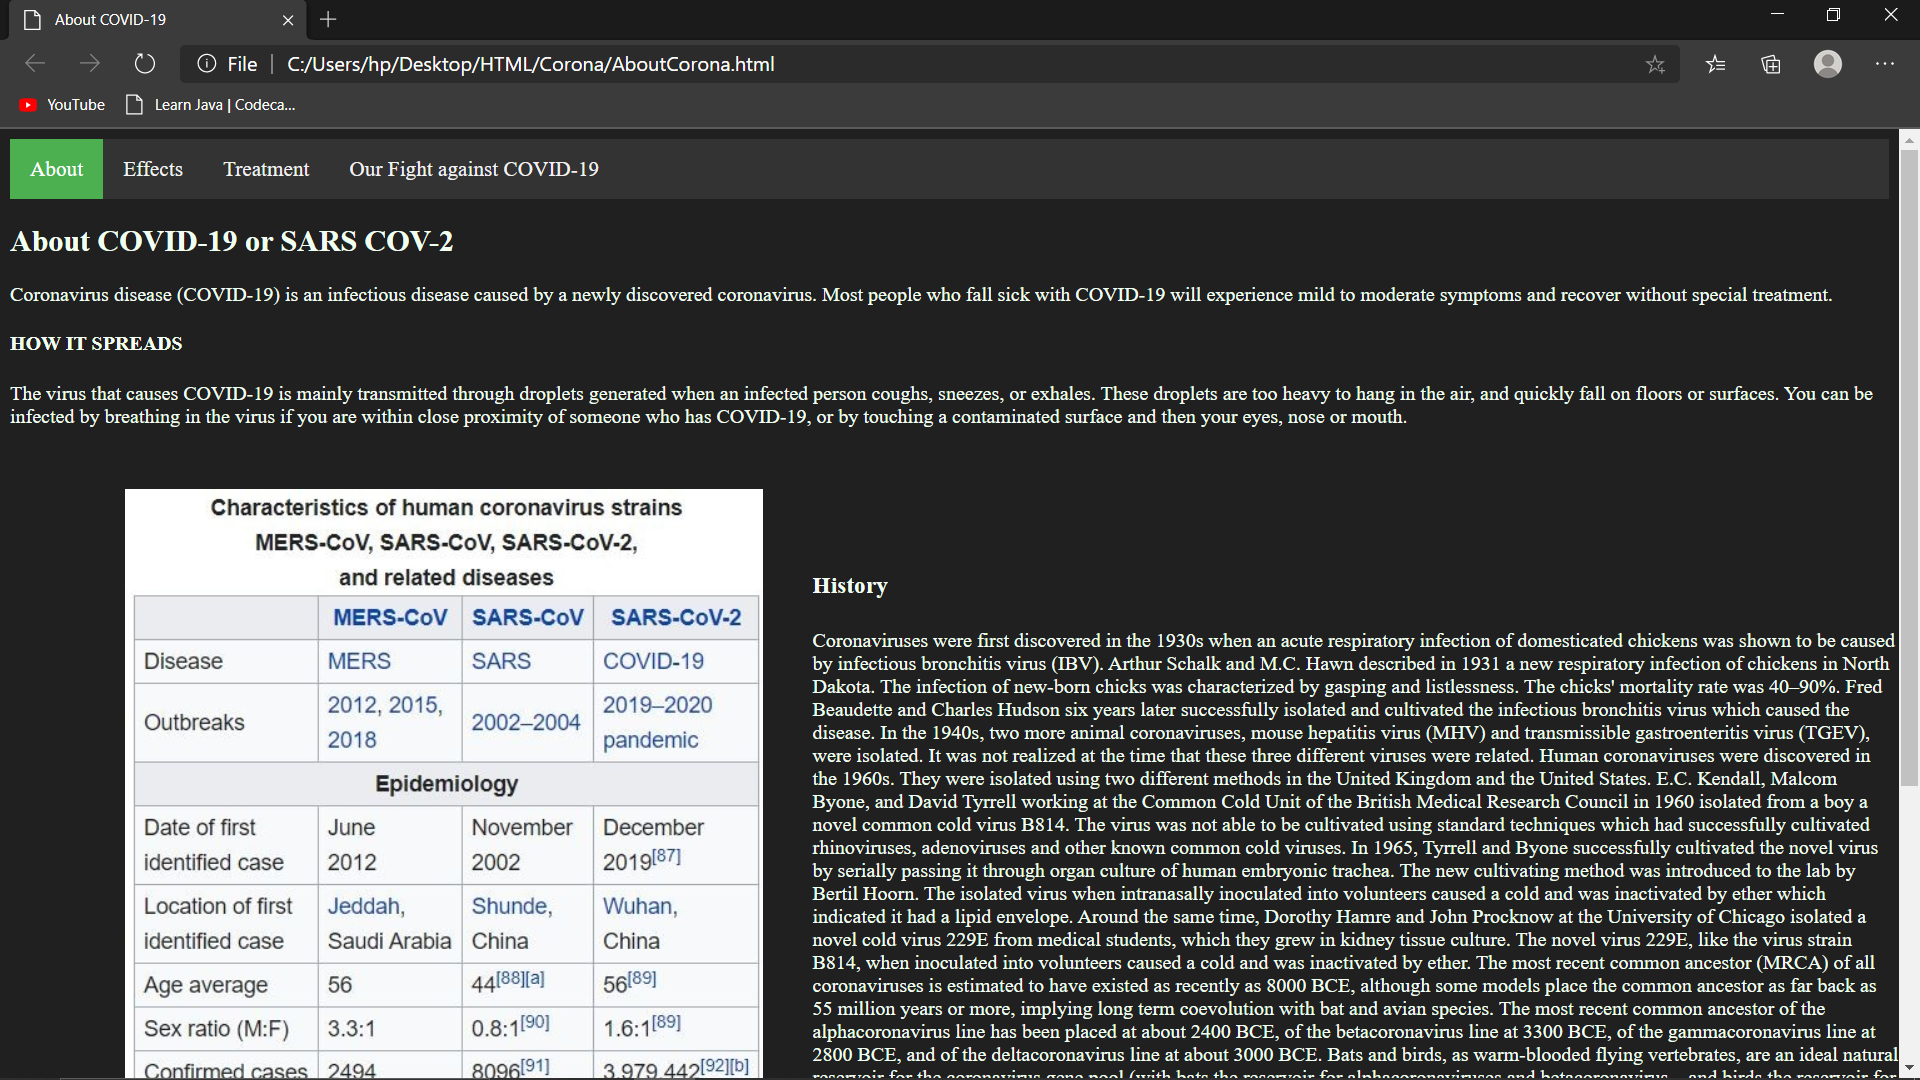 About COVID-19
File
C:/Users/hp/Desktop/HTML/Corona/AboutCorona.html
YouTube
Learn Java | Codeca...
About Effects Treatment Our Fight against COVID-19
About COVID-19 or SARS COV-2
Coronavirus disease (COVID-19) is an infectious disease caused by a newly discovered coronavirus. Most people who fall sick with COVID-19 will experience mild to moderate symptoms and recover without special treatment.
HOW IT SPREADS
The virus that causes COVID-19 is mainly transmitted through droplets generated when an infected person coughs, sneezes, or exhales. These droplets are too heavy to hang in the air, and quickly fall on floors or surfaces. You can be
infected by breathing in the virus if you are within close proximity of someone who has COVID-19, or by touching a contaminated surface and then your eyes, nose or mouth.
Characteristics of human coronavirus strains
MERS-CoV, SARS-CoV, SARS-CoV-2,
and related diseases
MERS-CoV SARS-CoV SARS-CoV-2
Disease MERS SARS COVID-19
Outbreaks 2012, 2015, 2018 2002–2004 2019–2020 pandemic
Epidemiology
Date of first identified case June 2012 November 2002 December 2019[87]
Location of first identified case Jeddah, Saudi Arabia Shunde, China Wuhan, China
Age average 56 44[88][a] 56[89]
Sex ratio (M:F) 3.3:1 0.8:1[90] 1.6:1[89]
Confirmed cases 2494 8096[91] 3,979,442[92][b]
History
Coronaviruses were first discovered in the 1930s when an acute respiratory infection of domesticated chickens was shown to be caused
by infectious bronchitis virus (IBV). Arthur Schalk and M.C. Hawn described in 1931 a new respiratory infection of chickens in North
Dakota. The infection of new-born chicks was characterized by gasping and listlessness. The chicks' mortality rate was 40–90%. Fred
Beaudette and Charles Hudson six years later successfully isolated and cultivated the infectious bronchitis virus which caused the
disease. In the 1940s, two more animal coronaviruses, mouse hepatitis virus (MHV) and transmissible gastroenteritis virus (TGEV),
were isolated. It was not realized at the time that these three different viruses were related. Human coronaviruses were discovered in
the 1960s. They were isolated using two different methods in the United Kingdom and the United States. E.C. Kendall, Malcom
Byone, and David Tyrrell working at the Common Cold Unit of the British Medical Research Council in 1960 isolated from a boy a
novel common cold virus B814. The virus was not able to be cultivated using standard techniques which had successfully cultivated
rhinoviruses, adenoviruses and other known common cold viruses. In 1965, Tyrrell and Byone successfully cultivated the novel virus
by serially passing it through organ culture of human embryonic trachea. The new cultivating method was introduced to the lab by
Bertil Hoorn. The isolated virus when intranasally inoculated into volunteers caused a cold and was inactivated by ether which
indicated it had a lipid envelope. Around the same time, Dorothy Hamre and John Procknow at the University of Chicago isolated a
novel cold virus 229E from medical students, which they grew in kidney tissue culture. The novel virus 229E, like the virus strain
B814, when inoculated into volunteers caused a cold and was inactivated by ether. The most recent common ancestor (MRCA) of all
coronaviruses is estimated to have existed as recently as 8000 BCE, although some models place the common ancestor as far back as
55 million years or more, implying long term coevolution with bat and avian species. The most recent common ancestor of the
alphacoronavirus line has been placed at about 2400 BCE, of the betacoronavirus line at 3300 BCE, of the gammacoronavirus line at
2800 BCE, and of the deltacoronavirus line at about 3000 BCE. Bats and birds, as warm-blooded flying vertebrates, are an ideal natural
reservoir for the coronavirus gene pool (with bats the reservoir for alphacoronaviruses and betacoronavirus – and birds the reservoir for